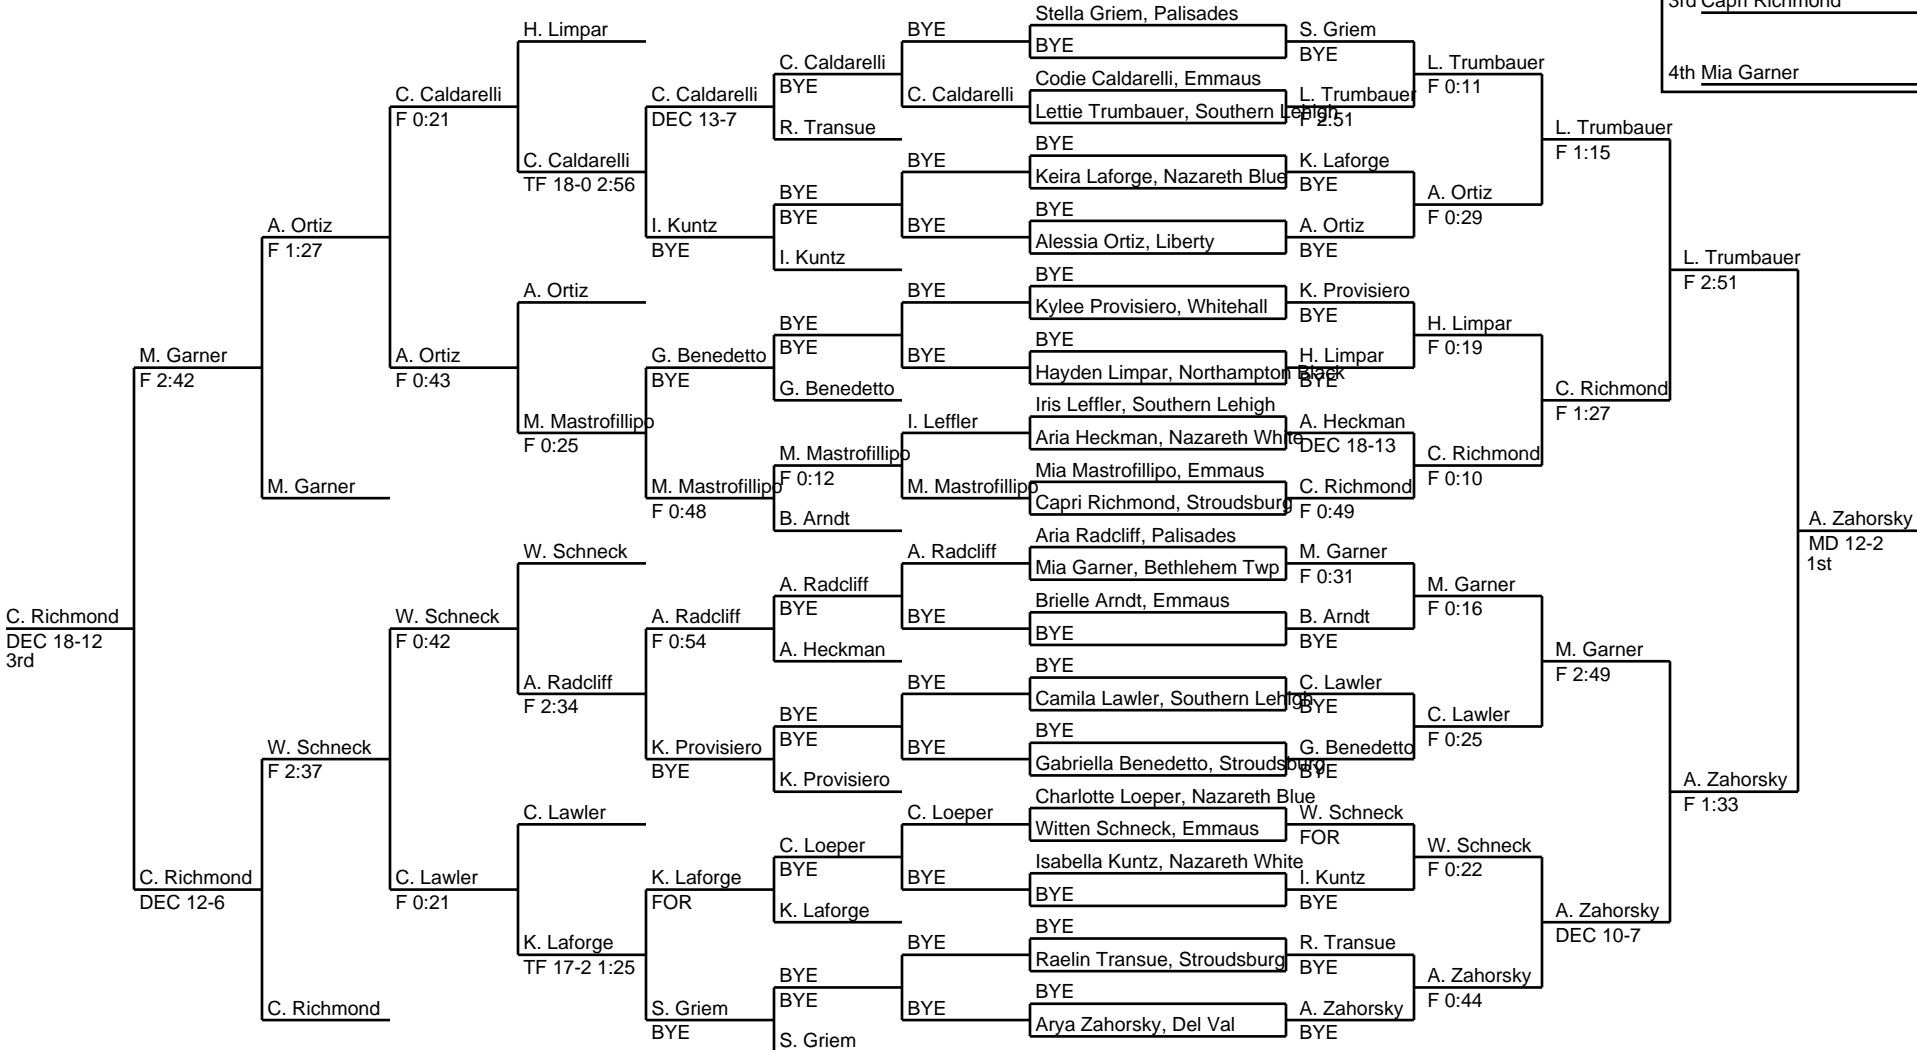 3rd Capri Richmond
4th Mia Garner
C. Richmond
DEC 18-12
3rd
M. Garner
F 2:42
C. Richmond
DEC 12-6
A. Ortiz
F 1:27
M. Garner
W. Schneck
F 2:37
C. Richmond
C. Caldarelli
F 0:21
A. Ortiz
F 0:43
W. Schneck
F 0:42
C. Lawler
F 0:21
H. Limpar
C. Caldarelli
TF 18-0 2:56
A. Ortiz
M. Mastrofillipo
F 0:25
W. Schneck
A. Radcliff
F 2:34
C. Lawler
K. Laforge
TF 17-2 1:25
C. Caldarelli
DEC 13-7
I. Kuntz
BYE
G. Benedetto
BYE
M. Mastrofillipo
F 0:48
A. Radcliff
F 0:54
K. Provisiero
BYE
K. Laforge
FOR
S. Griem
BYE
C. Caldarelli
BYE
R. Transue
BYE
BYE
I. Kuntz
BYE
BYE
G. Benedetto
M. Mastrofillipo
F 0:12
B. Arndt
A. Radcliff
BYE
A. Heckman
BYE
BYE
K. Provisiero
C. Loeper
BYE
K. Laforge
BYE
BYE
S. Griem
BYE
C. Caldarelli
BYE
BYE
BYE
BYE
I. Leffler
M. Mastrofillipo
A. Radcliff
BYE
BYE
BYE
C. Loeper
BYE
BYE
BYE
Stella Griem, Palisades
BYE
Codie Caldarelli, Emmaus
Lettie Trumbauer, Southern Lehigh
BYE
Keira Laforge, Nazareth Blue
BYE
Alessia Ortiz, Liberty
BYE
Kylee Provisiero, Whitehall
BYE
Hayden Limpar, Northampton Black
Iris Leffler, Southern Lehigh
Aria Heckman, Nazareth White
Mia Mastrofillipo, Emmaus
Capri Richmond, Stroudsburg
Aria Radcliff, Palisades
Mia Garner, Bethlehem Twp
Brielle Arndt, Emmaus
BYE
BYE
Camila Lawler, Southern Lehigh
BYE
Gabriella Benedetto, Stroudsburg
Charlotte Loeper, Nazareth Blue
Witten Schneck, Emmaus
Isabella Kuntz, Nazareth White
BYE
BYE
Raelin Transue, Stroudsburg
BYE
Arya Zahorsky, Del Val
S. Griem
BYE
L. Trumbauer
F 2:51
K. Laforge
BYE
A. Ortiz
BYE
K. Provisiero
BYE
H. Limpar
BYE
A. Heckman
DEC 18-13
C. Richmond
F 0:49
M. Garner
F 0:31
B. Arndt
BYE
C. Lawler
BYE
G. Benedetto
BYE
W. Schneck
FOR
I. Kuntz
BYE
R. Transue
BYE
A. Zahorsky
BYE
L. Trumbauer
F 0:11
A. Ortiz
F 0:29
H. Limpar
F 0:19
C. Richmond
F 0:10
M. Garner
F 0:16
C. Lawler
F 0:25
W. Schneck
F 0:22
A. Zahorsky
F 0:44
L. Trumbauer
F 1:15
C. Richmond
F 1:27
M. Garner
F 2:49
A. Zahorsky
DEC 10-7
L. Trumbauer
F 2:51
A. Zahorsky
F 1:33
A. Zahorsky
MD 12-2
1st